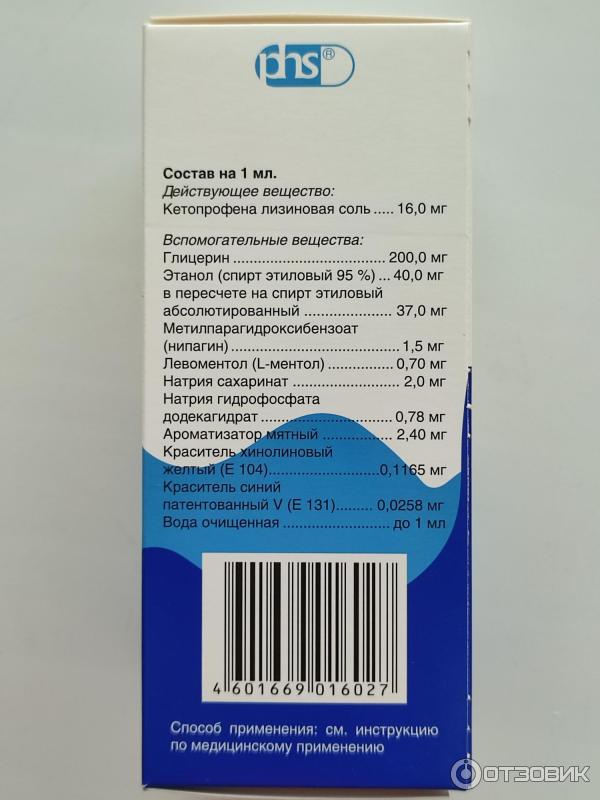 phs®
Состав на 1 мл.
Действующее вещество:
Кетопрофена лизиновая соль ..... 16,0 мг
Вспомогательные вещества:
Глицерин ....................................... 200,0 мг
Этанол (спирт этиловый 95 %) ... 40,0 мг
в пересчете на спирт этиловый
абсолютированный ...................... 37,0 мг
Метилпарагидроксибензоат
(нипагин) ......................................... 1,5 мг
Левоментол (L-ментол) ................ 0,70 мг
Натрия сахаринат .......................... 2,0 мг
Натрия гидрофосфата
додекагидрат ................................. 0,78 мг
Ароматизатор мятный .................. 2,40 мг
Краситель хинолиновый
желтый (Е 104)............................0,1165 мг
Краситель синий
патентованный V (Е 131)......... 0,0258 мг
Вода очищенная ........................... до 1 мл
4 601669 016027
Способ применения: см. инструкцию
по медицинскому применению
ОТЗОВИК